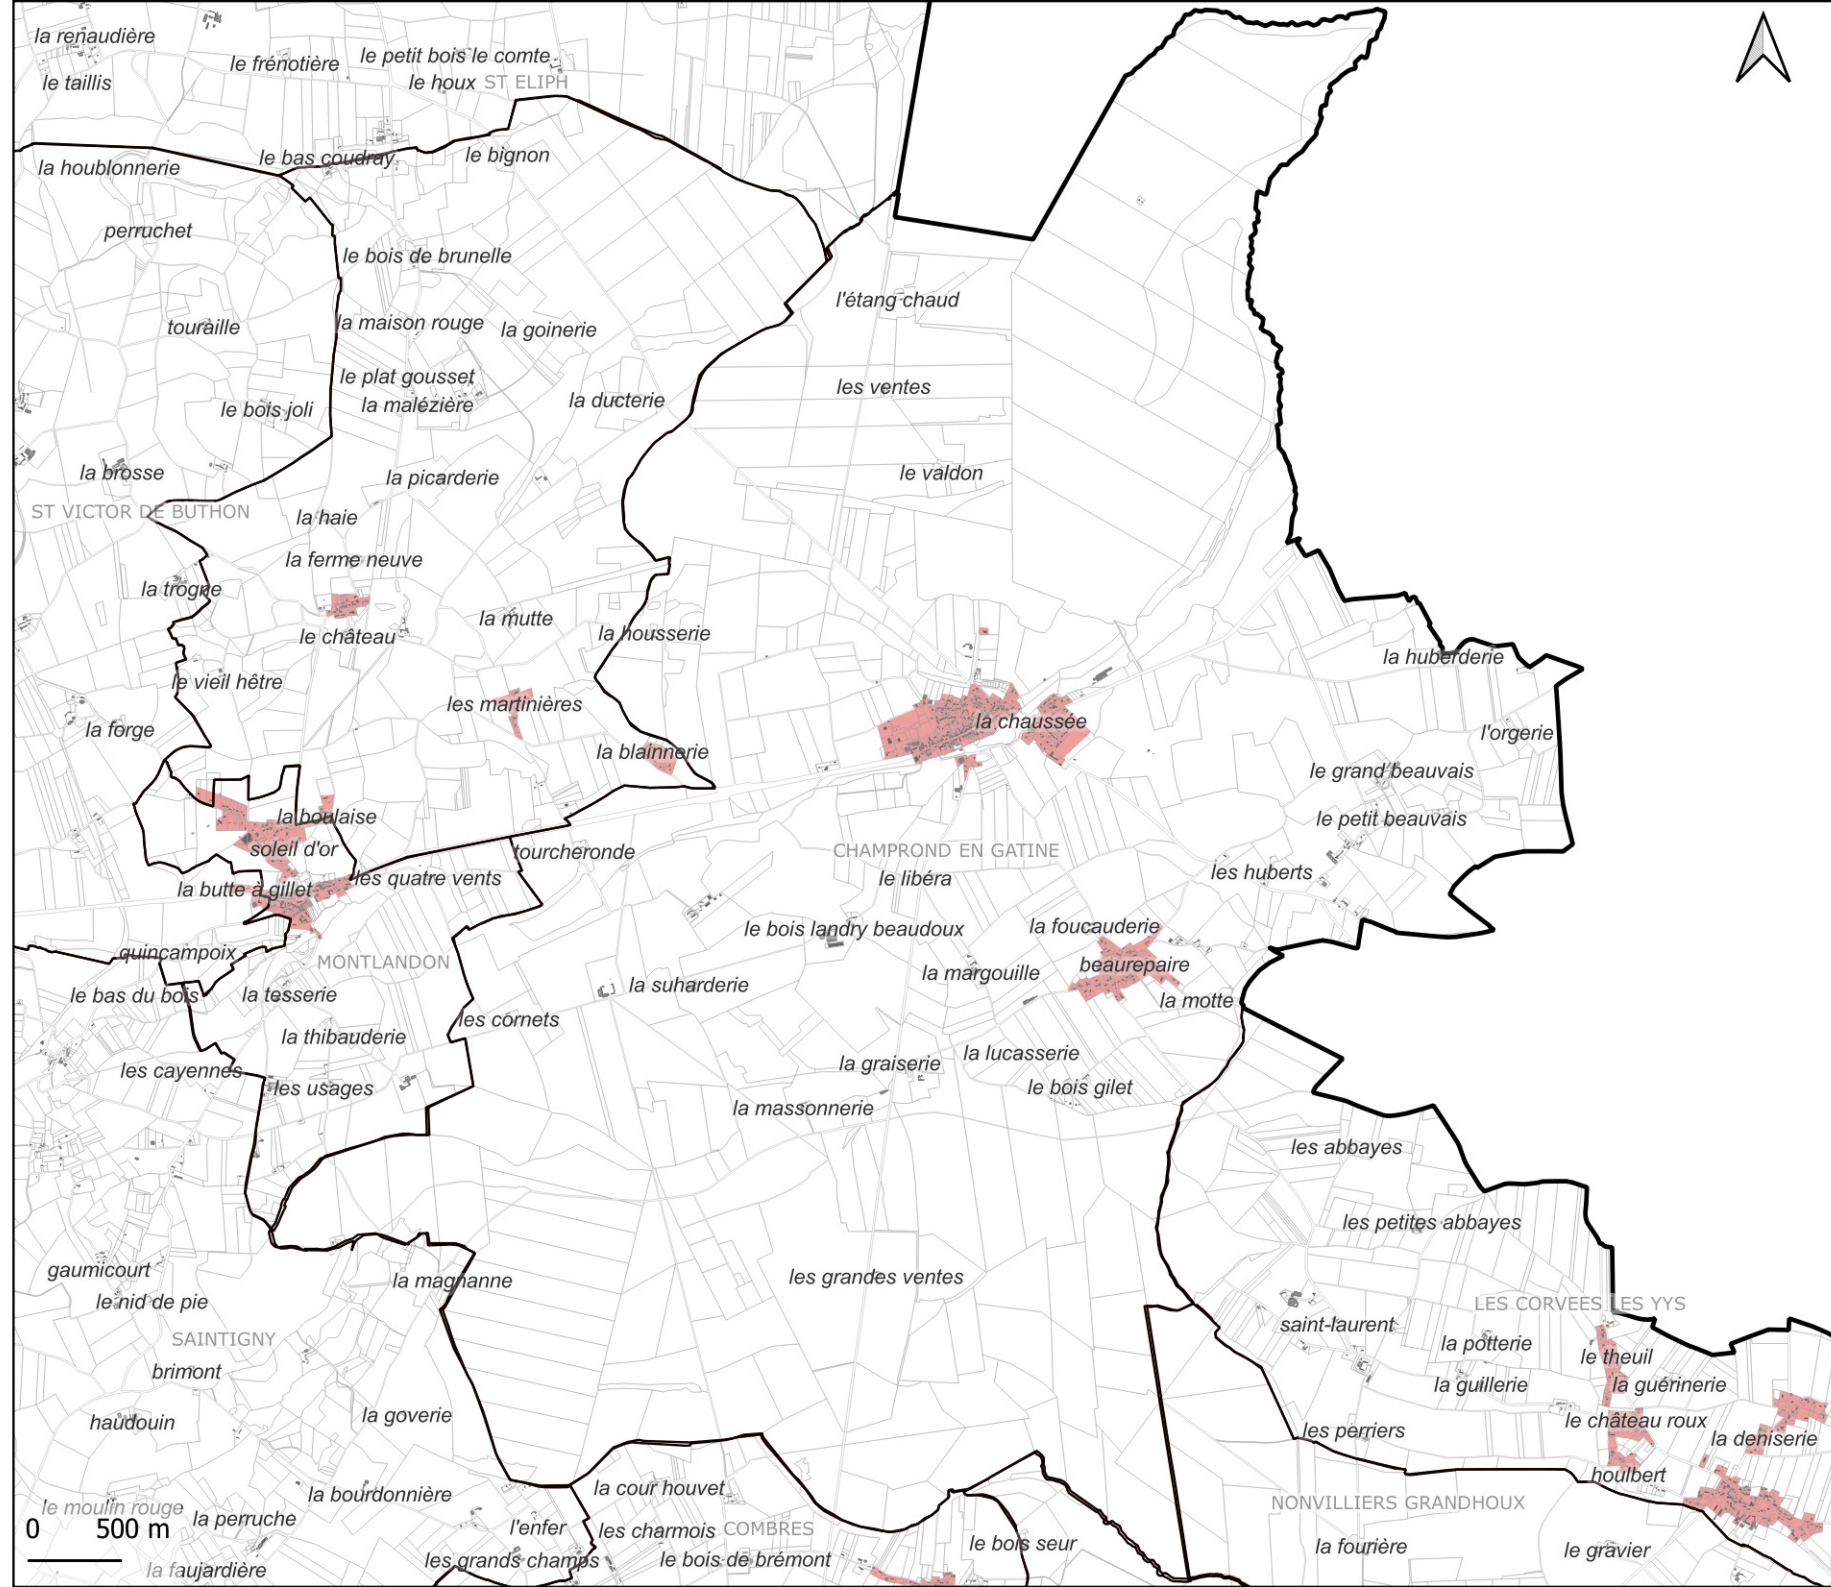 la renaudière
le petit bois le comte
le frénotière
le taillis
le houx
ST ELIPH
le bas coudray
le bignon
la houblonnerie
perruchet
le bois de brunelle
l'étang chaud
la maison rouge
touraille
la goinerie
le plat gousset
les ventes
la ducterie
la malézière
le bois joli
la brosse
le valdon
la picarderie
ST VICTOR DE BUTHON
la haie
la ferme neuve
la trogne
la mutte
la housserie
le château
la huberderie
le vieil hêtre
les martinières
la chaussée
la forge
l'orgerie
la blainnerie
le grand beauvais
la boulaise
le petit beauvais
soleil d'or
tourcheronde
CHAMPROND EN GATINE
les huberts
les quatre vents
le libéra
la butte à gillet
la foucauderie
le bois landry beaudoux
quincampoix
MONTLANDON
beaurepaire
la margouille
la suharderie
le bas du bois
la tesserie
la motte
les cornets
la thibauderie
la lucasserie
la graiserie
les cayennes
les usages
le bois gilet
la massonnerie
les abbayes
les petites abbayes
gaumicourt
la magnanne
les grandes ventes
le nid de pie
LES CORVEES LES YYS
saint-laurent
SAINTIGNY
la potterie
le theuil
brimont
la guillerie
la guérinerie
la goverie
haudouin
le château roux
les perriers
la deniserie
houlbert
la cour houvet
la bourdonnière
NONVILLIERS GRANDHOUX
le moulin rouge
la perruche
0 500 m
l'enfer
les charmois
COMBRES
le bois seur
la fourière
le gravier
les grands champs
le bois de brémont
la faujardière